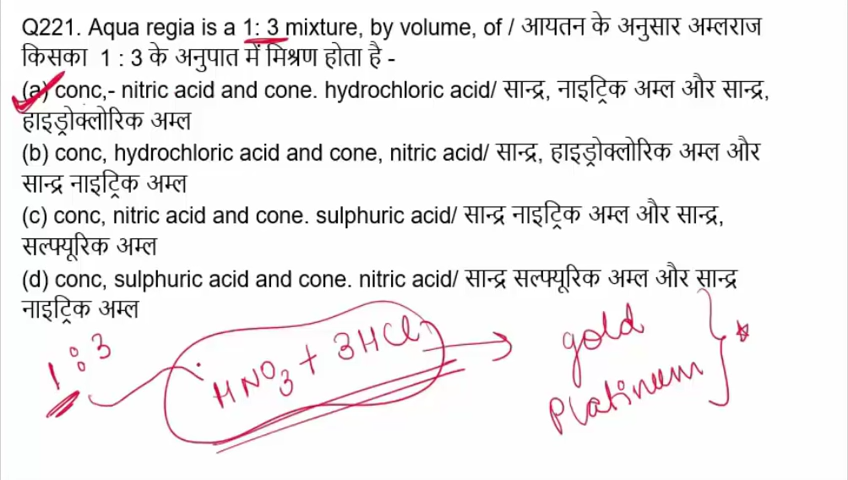 Q221. Aqua regia is a 1: 3 mixture, by volume, of / आयतन के अनुसार अम्लराज
किसका 1 : 3 के अनुपात में मिश्रण होता है -
(a) conc,- nitric acid and cone. hydrochloric acid/ सान्द्र, नाइट्रिक अम्ल और सान्द्र,
हाइड्रोक्लोरिक अम्ल
(b) conc, hydrochloric acid and cone, nitric acid/ सान्द्र, हाइड्रोक्लोरिक अम्ल और
सान्द्र नाइट्रिक अम्ल
(c) conc, nitric acid and cone. sulphuric acid/ सान्द्र नाइट्रिक अम्ल और सान्द्र,
सल्फ्यूरिक अम्ल
(d) conc, sulphuric acid and cone. nitric acid/ सान्द्र सल्फ्यूरिक अम्ल और सान्द्र
नाइट्रिक अम्ल
1 : 3
HNO3 + 3HCl
gold
Platinum